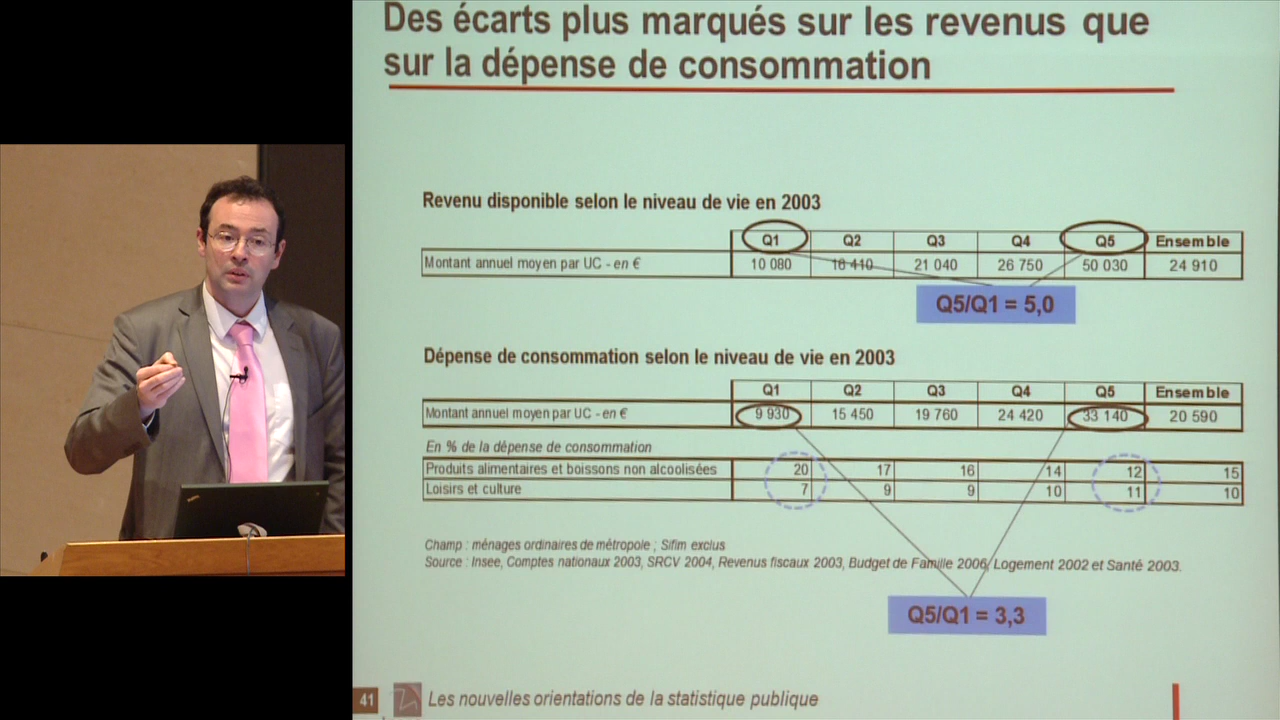 Des écarts plus marqués sur les revenus que
sur la dépense de consommation
Revenu disponible selon le niveau de vie en 2003
Q1 Q2 Q3 Q4 Q5 Ensemble
Montant annuel moyen par UC - en € 10 080 16 410 21 040 26 750 50 030 24 910
Q5/Q1 = 5,0
Dépense de consommation selon le niveau de vie en 2003
Q1 Q2 Q3 Q4 Q5 Ensemble
Montant annuel moyen par UC - en € 9 930 15 450 19 760 24 420 33 140 20 590
En % de la dépense de consommation
Produits alimentaires et boissons non alcoolisées 20 17 16 14 12 15
Loisirs et culture 7 9 9 10 11 10
Champ : ménages ordinaires de métropole ; Sifim exclus
Source : Insee, Comptes nationaux 2003, SRCV 2004, Revenus fiscaux 2003, Budget de Famille 2006, Logement 2002 et Santé 2003.
Q5/Q1 = 3,3
41 Les nouvelles orientations de la statistique publique